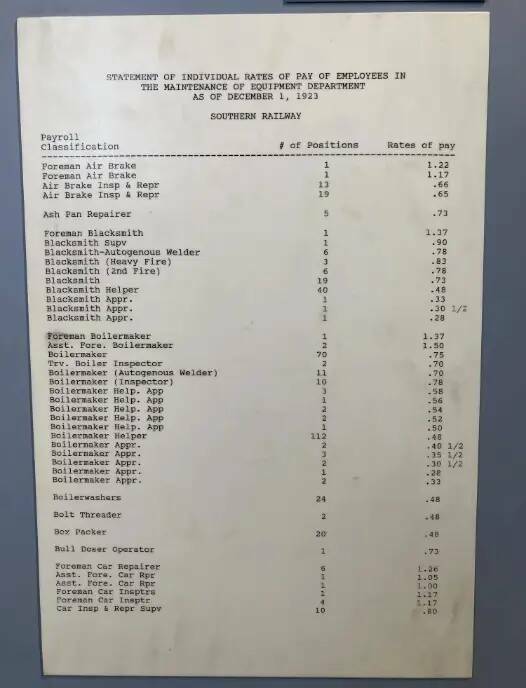 STATEMENT OF INDIVIDUAL RATES OF PAY OF EMPLOYEES IN
THE MAINTENANCE OF EQUIPMENT DEPARTMENT
AS OF DECEMBER 1, 1923
SOUTHERN RAILWAY
Payroll
Classification # of Positions Rates of pay
Foreman Air Brake 1 1.22
Foreman Air Brake 1 1.17
Air Brake Insp & Repr 13 .66
Air Brake Insp & Repr 19 .65
Ash Pan Repairer 5 .73
Foreman Blacksmith 1 1.37
Blacksmith Supv 1 .90
Blacksmith-Autogenous Welder 6 .78
Blacksmith (Heavy Fire) 3 .83
Blacksmith (2nd Fire) 6 .78
Blacksmith 19 .73
Blacksmith Helper 40 .48
Blacksmith Appr. 1 .33
Blacksmith Appr. 1 .30 1/2
Blacksmith Appr. 1 .28
Foreman Boilermaker 1 1.37
Asst. Fore. Boilermaker 2 1.50
Boilermaker 70 .75
Trv. Boiler Inspector 2 .70
Boilermaker (Autogenous Welder) 11 .70
Boilermaker (Inspector) 10 .78
Boilermaker Help. App 3 .58
Boilermaker Help. App 1 .56
Boilermaker Help. App 2 .54
Boilermaker Help. App 2 .52
Boilermaker Help. App 1 .50
Boilermaker Helper 112 .48
Boilermaker Appr. 2 .40 1/2
Boilermaker Appr. 3 .35 1/2
Boilermaker Appr. 2 .30 1/2
Boilermaker Appr. 1 .28
Boilermaker Appr. 2 .33
Boilerwashers 24 .48
Bolt Threader 2 .48
Box Packer 20 .48
Bull Doser Operator 1 .73
Foreman Car Repairer 6 1.26
Asst. Fore. Car Rpr 1 1.05
Asst. Fore. Car Rpr 1 1.00
Foreman Car Insptrs 1 1.17
Foreman Car Insptr 4 1.17
Car Insp & Repr Supv 10 .80